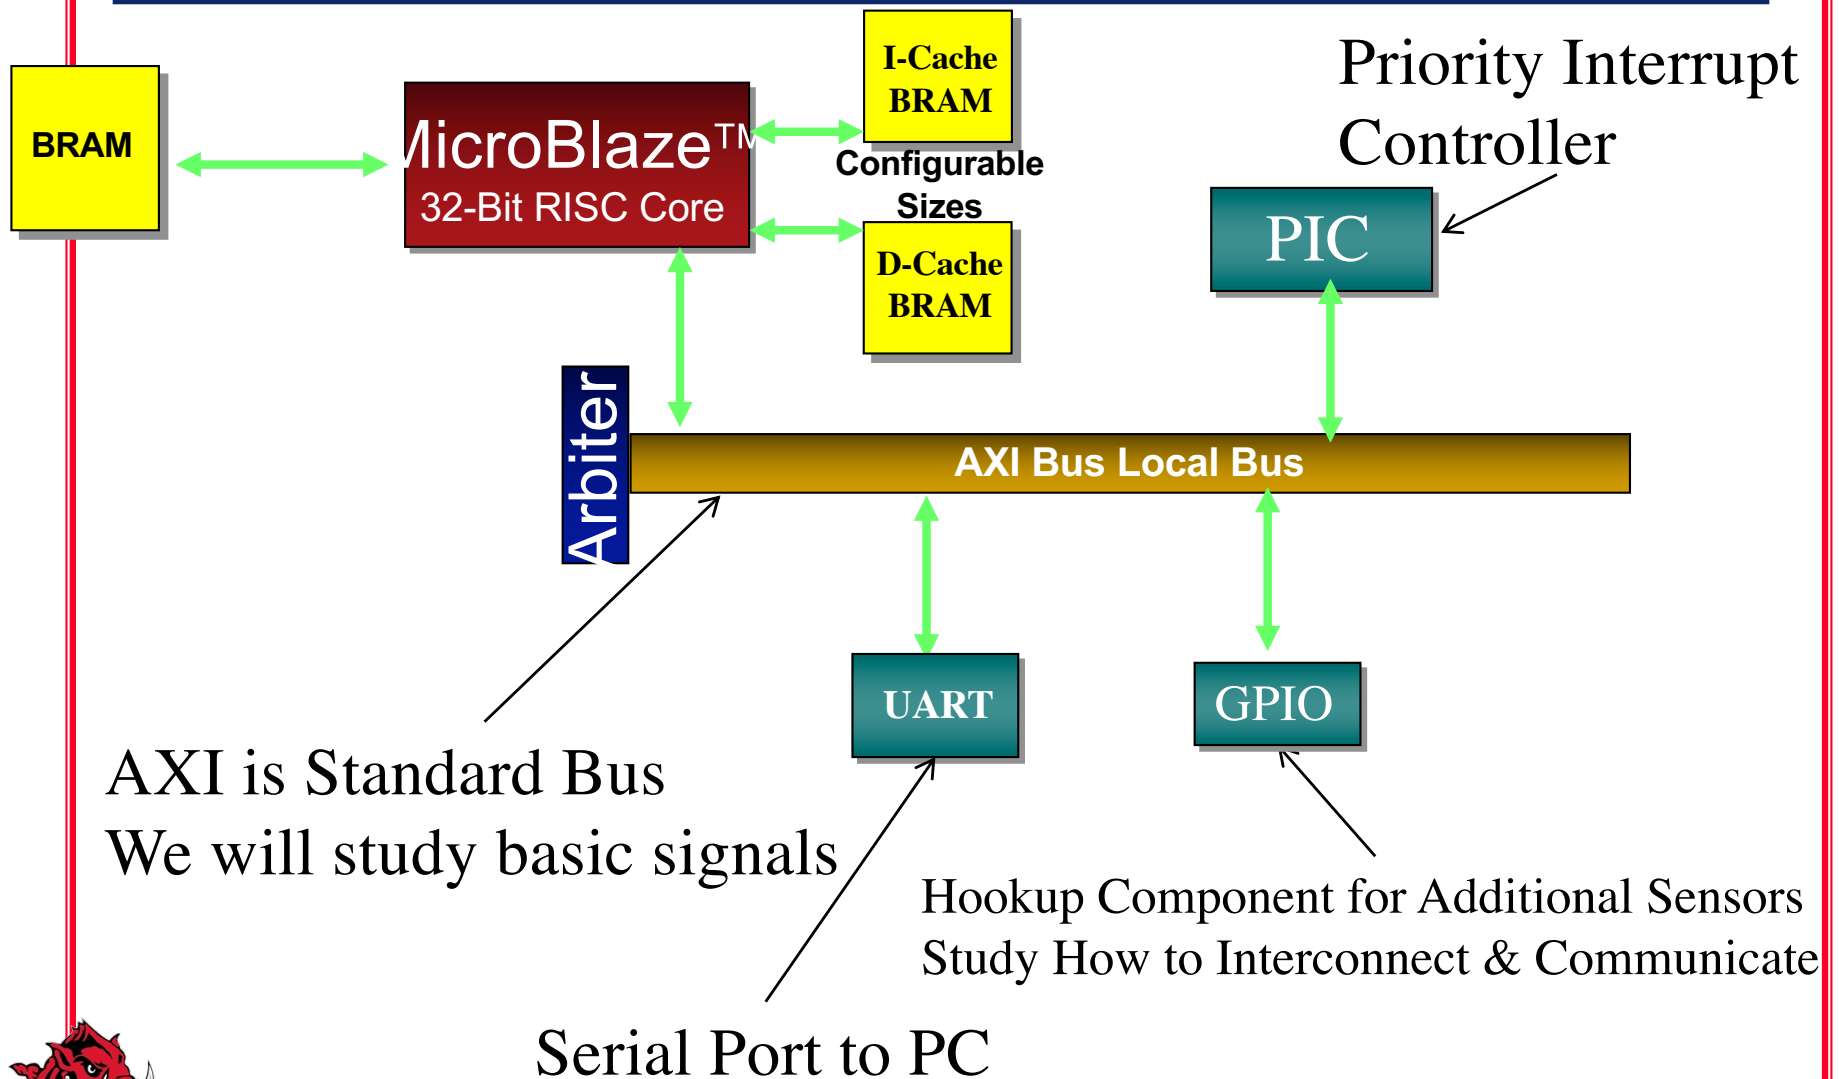 I-Cache
BRAM
Priority Interrupt
Controller
BRAM
MicroBlaze™
32-Bit RISC Core
Configurable
Sizes
D-Cache
BRAM
PIC
Arbiter
AXI Bus Local Bus
UART
GPIO
AXI is Standard Bus
We will study basic signals
Hookup Component for Additional Sensors
Study How to Interconnect & Communicate
Serial Port to PC